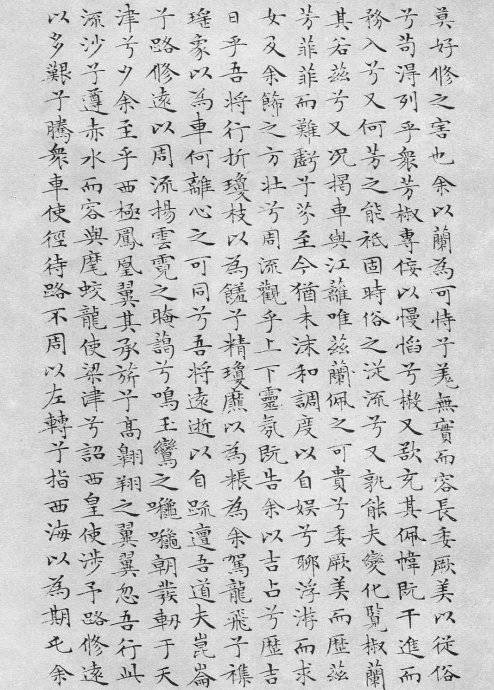 莫好修之害也余以蘭為可恃兮羌無實而容長委厥美以從俗
兮苟得列乎衆芳椒專佞以慢慆兮樧又欲充其佩幃既干進而
務入兮又何芳之能祗固時俗之從流兮又孰能无變化覽椒蘭
其若茲兮又況揭車與江蘺唯茲蘭佩之可貴兮委厥美而歷茲
芳菲菲而難虧兮芬至今猶未沬和調度以自娛兮聊浮游而求
女及余飾之方壯兮周流觀乎上下靈氛既告余以吉占兮歷吉
日乎吾將行折瓊枝以為饈兮精瓊爢以為粻為余駕龍飛兮襍
瑤象以為車何離心之可同兮吾將遠逝以自疏邅吾道夫崑崙
兮路修遠以周流揚雲霓之晻藹兮鳴玉鸞之朝發軔于天
津兮夕余至乎西極鳳凰翼其承旂兮高翱翔之翼翼忽吾行此
流沙兮遵赤水而容與麾蛟龍使梁津兮詔西皇使涉予路修遠
以多艱兮騰衆車使徑待路不周以左轉兮指西海以為期屯余